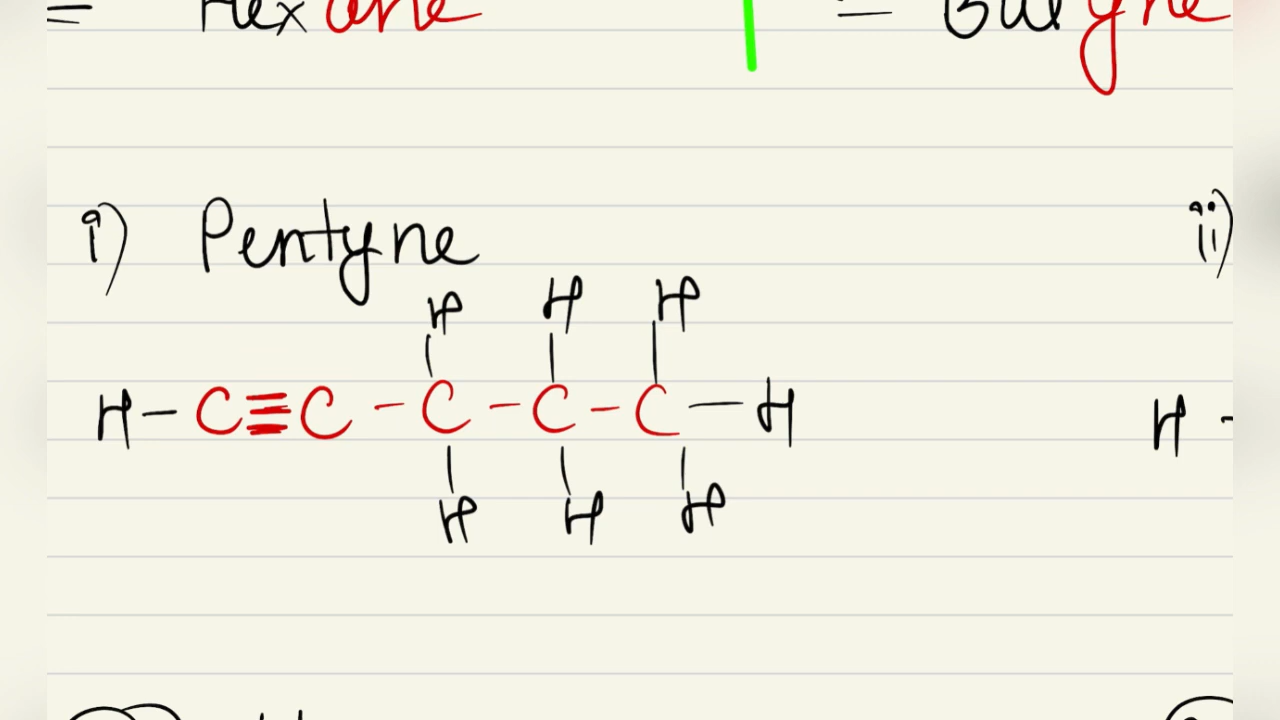 = Hexane = Butyne
i) Pentyne ii)
H H H
H - C ≡ C - C - C - C - H H -
H H H